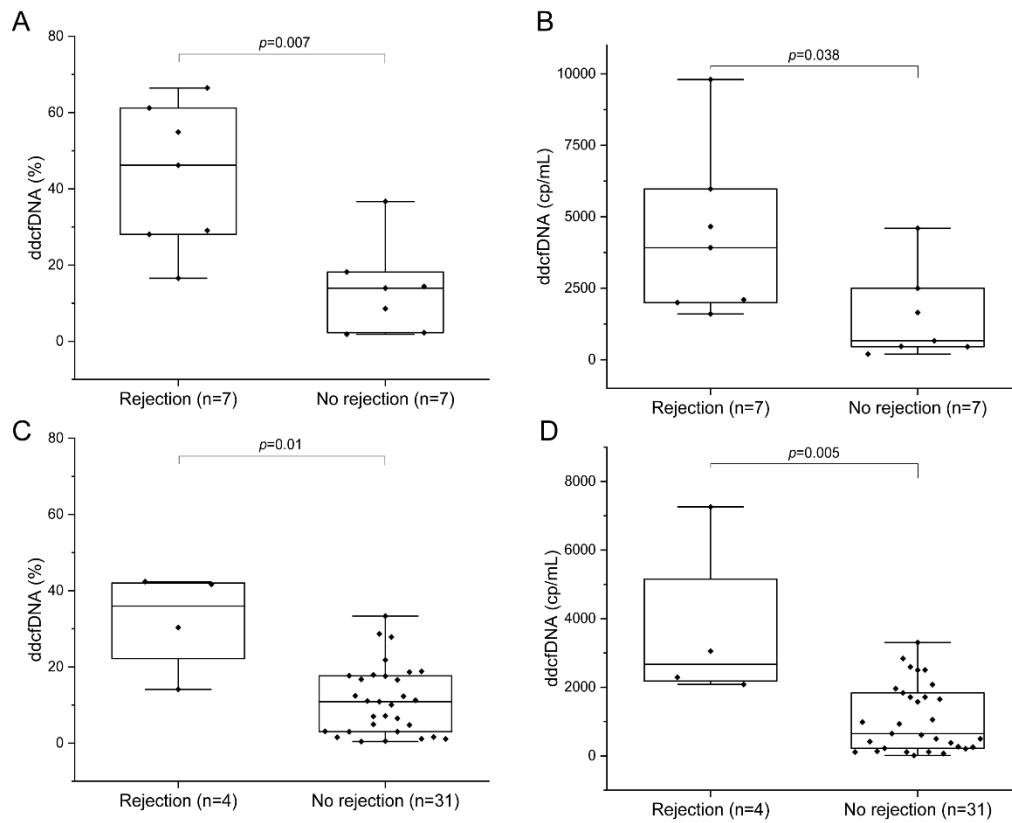 A
80
60
40
20
0
ddcfDNA (%)
p=0.007
Rejection (n=7)
No rejection (n=7)
B
10000
7500
5000
2500
0
ddcfDNA (cp/mL)
p=0.038
Rejection (n=7)
No rejection (n=7)
C
80
60
40
20
0
ddcfDNA (%)
p=0.01
Rejection (n=4)
No rejection (n=31)
D
8000
6000
4000
2000
0
ddcfDNA (cp/mL)
p=0.005
Rejection (n=4)
No rejection (n=31)